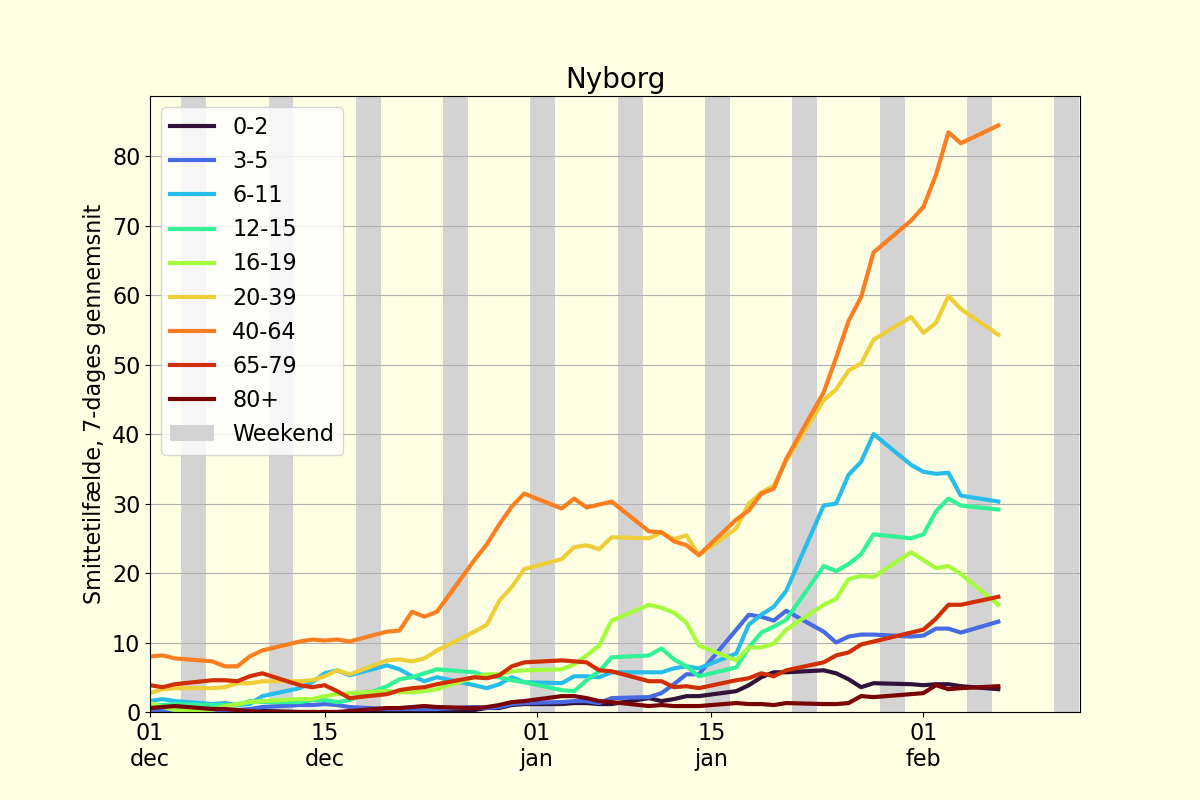 Nyborg
Smittetilfælde, 7-dages gennemsnit
80
70
60
50
40
30
20
10
0
0-2
3-5
6-11
12-15
16-19
20-39
40-64
65-79
80+
Weekend
01 dec
15 dec
01 jan
15 jan
01 feb